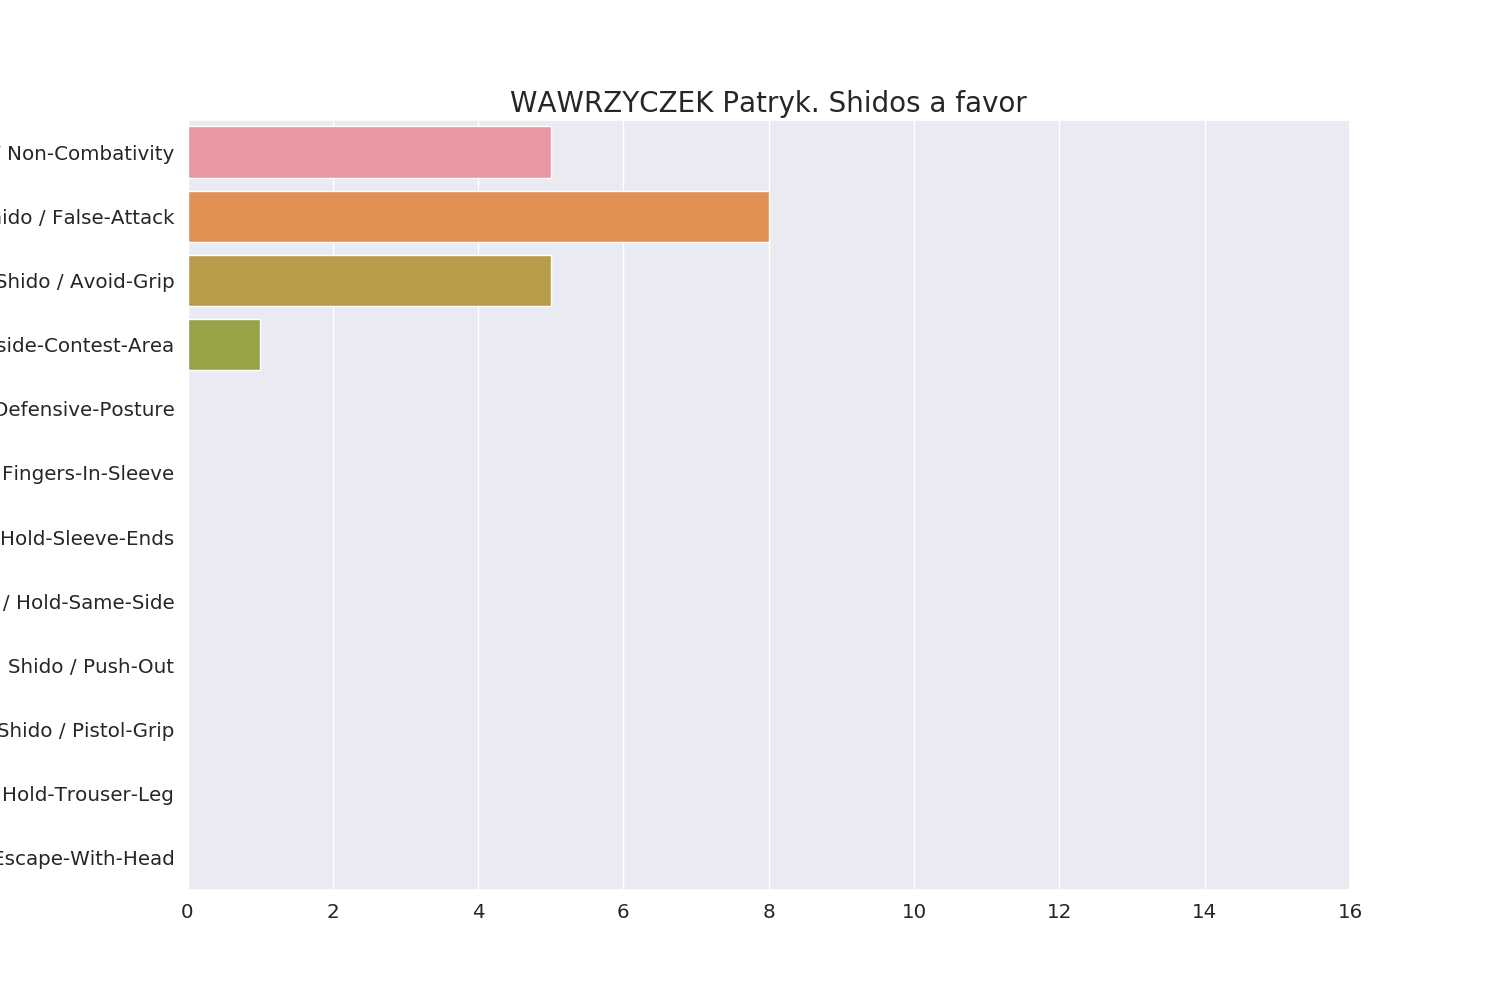 WAWRZYCZEK Patryk. Shidos a favor
/ Non-Combativity
ido / False-Attack
Shido / Avoid-Grip
side-Contest-Area
Defensive-Posture
Fingers-In-Sleeve
Hold-Sleeve-Ends
/ Hold-Same-Side
Shido / Push-Out
Shido / Pistol-Grip
Hold-Trouser-Leg
Escape-With-Head
0 2 4 6 8 10 12 14 16